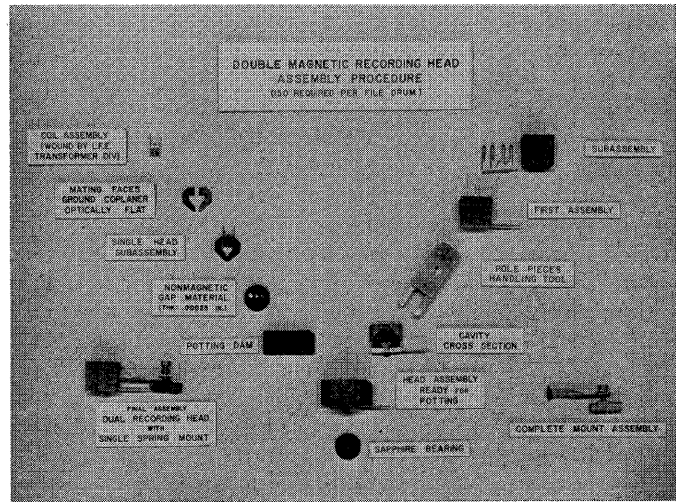 DOUBLE MAGNETIC RECORDING HEAD
ASSEMBLY PROCEDURE
(150 REQUIRED PER FILE DRUM)
COIL ASSEMBLY
(WOUND BY L.F.E.
TRANSFORMER DIV)
SUBASSEMBLY
MATING FACES
GROUND COPLANER
OPTICALLY FLAT
FIRST ASSEMBLY
SINGLE HEAD
SUBASSEMBLY
POLE PIECES
HANDLING TOOL
NONMAGNETIC
GAP MATERIAL
(THK. .00025 IN.)
POTTING DAM
CAVITY
CROSS SECTION
HEAD ASSEMBLY
READY FOR
POTTING
FINAL ASSEMBLY
DUAL RECORDING HEAD
WITH
SINGLE SPRING MOUNT
COMPLETE MOUNT ASSEMBLY
SAPPHIRE BEARING